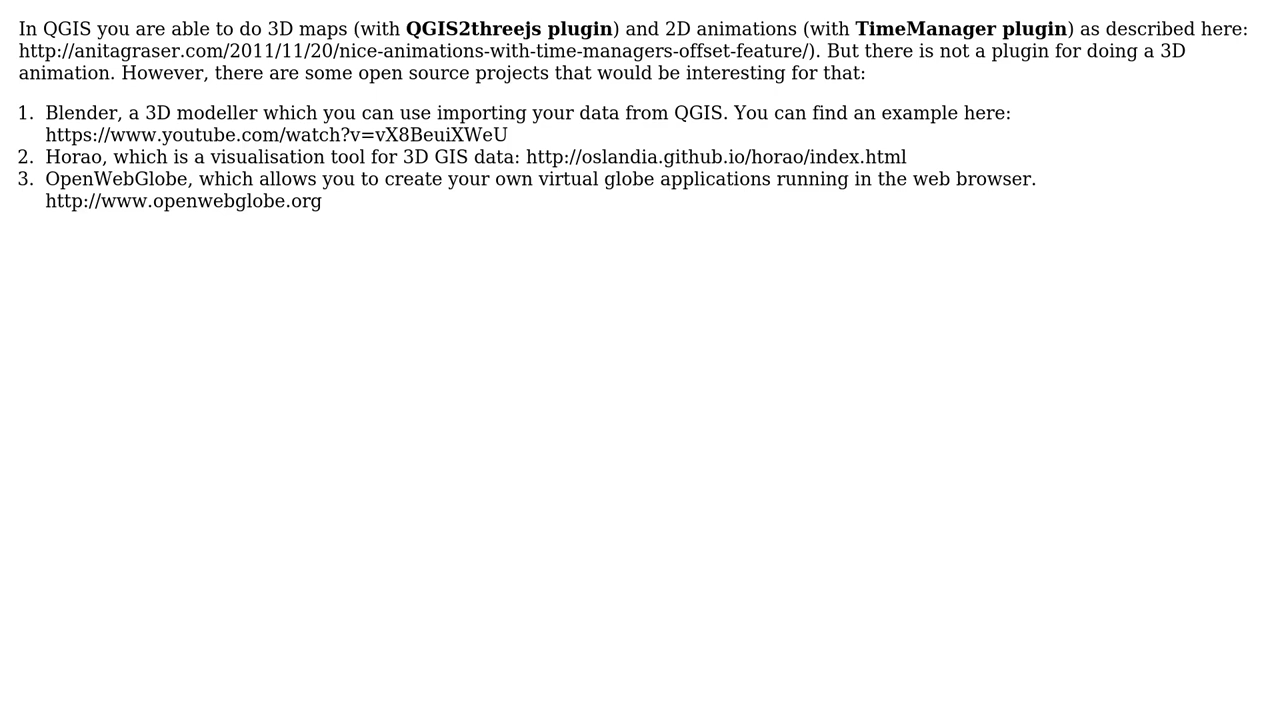 In QGIS you are able to do 3D maps (with QGIS2threejs plugin) and 2D animations (with TimeManager plugin) as described here:
http://anitagraser.com/2011/11/20/nice-animations-with-time-managers-offset-feature/). But there is not a plugin for doing a 3D
animation. However, there are some open source projects that would be interesting for that:
1. Blender, a 3D modeller which you can use importing your data from QGIS. You can find an example here:
https://www.youtube.com/watch?v=vX8BeuiXWeU
2. Horao, which is a visualisation tool for 3D GIS data: http://oslandia.github.io/horao/index.html
3. OpenWebGlobe, which allows you to create your own virtual globe applications running in the web browser.
http://www.openwebglobe.org